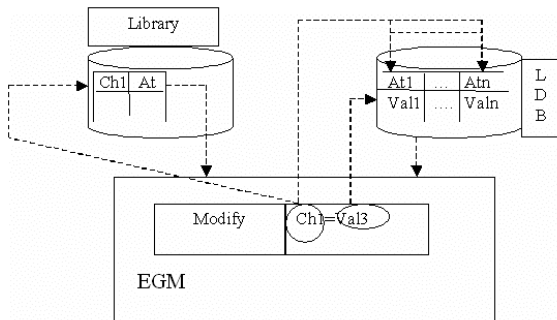 Library
Ch1 At
At1 .... Atn
Val1 .... Valn
L
D
B
Modify Ch1=Val3
EGM